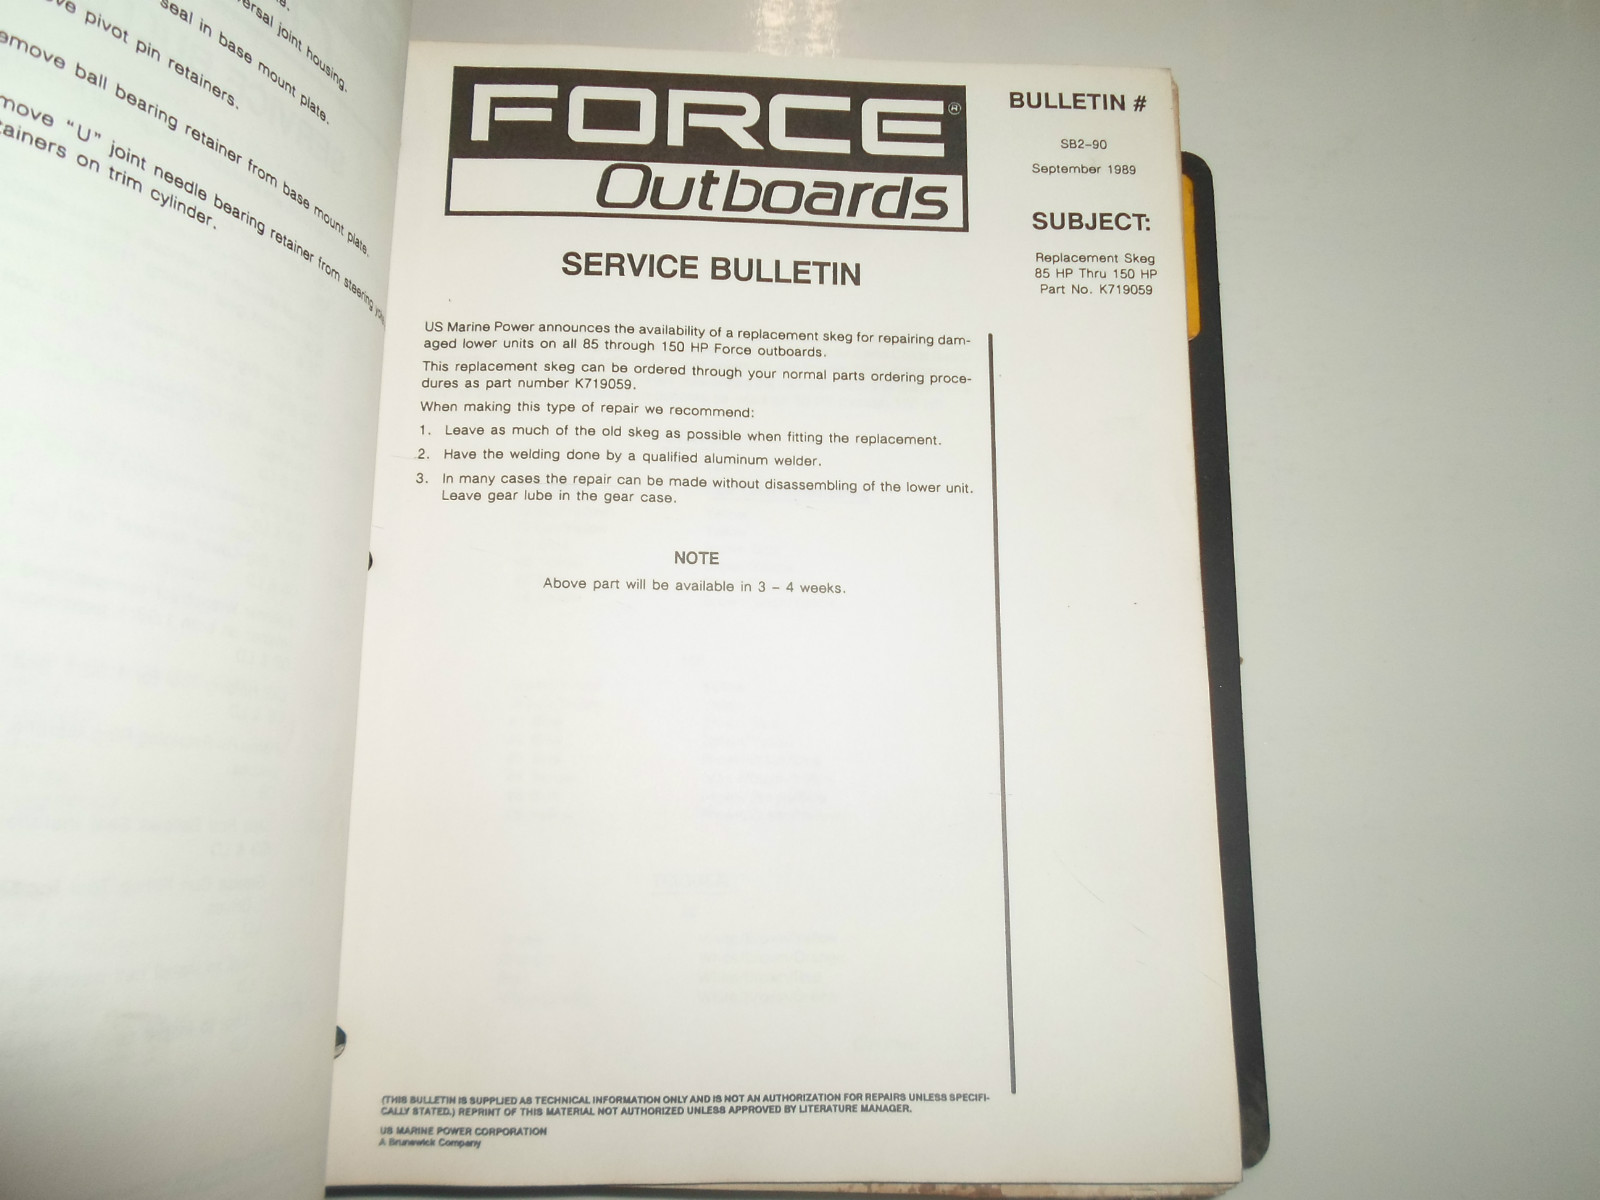 seal in base mount plate.
pivot pin retainers.
ball bearing retainer from base mount plate.
"U" joint needle bearing retainer from steering
on trim cylinder.
joint housing.
FORCE®
Outboards
SERVICE BULLETIN
BULLETIN #
SB2-90
September 1989
SUBJECT:
Replacement Skeg
85 HP Thru 150 HP
Part No. K719059
US Marine Power announces the availability of a replacement skeg for repairing dam-
aged lower units on all 85 through 150 HP Force outboards.
This replacement skeg can be ordered through your normal parts ordering proce-
dures as part number K719059.
When making this type of repair we recommend:
1. Leave as much of the old skeg as possible when fitting the replacement.
2. Have the welding done by a qualified aluminum welder.
3. In many cases the repair can be made without disassembling of the lower unit.
Leave gear lube in the gear case.
NOTE
Above part will be available in 3 – 4 weeks.
(THIS BULLETIN IS SUPPLIED AS TECHNICAL INFORMATION ONLY AND IS NOT AN AUTHORIZATION FOR REPAIRS UNLESS SPECIFI-
CALLY STATED.) REPRINT OF THIS MATERIAL NOT AUTHORIZED UNLESS APPROVED BY LITERATURE MANAGER.
US MARINE POWER CORPORATION
A Brunswick Company